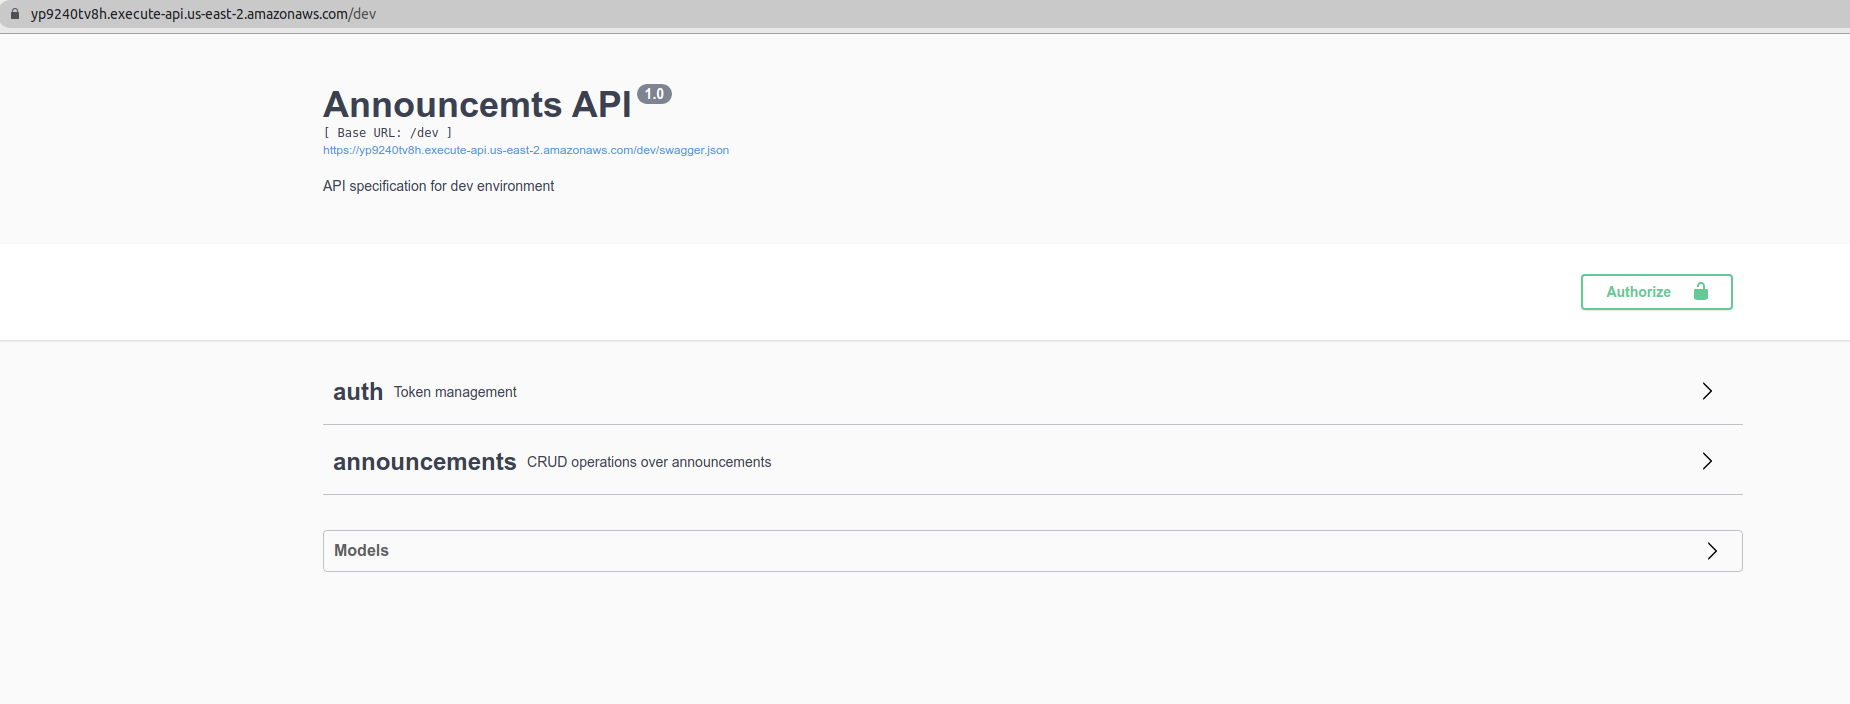 yp9240tv8h.execute-api.us-east-2.amazonaws.com/dev
Announcemts API 1.0
[ Base URL: /dev ]
https://yp9240tv8h.execute-api.us-east-2.amazonaws.com/dev/swagger.json
API specification for dev environment
Authorize
auth Token management
announcements CRUD operations over announcements
Models